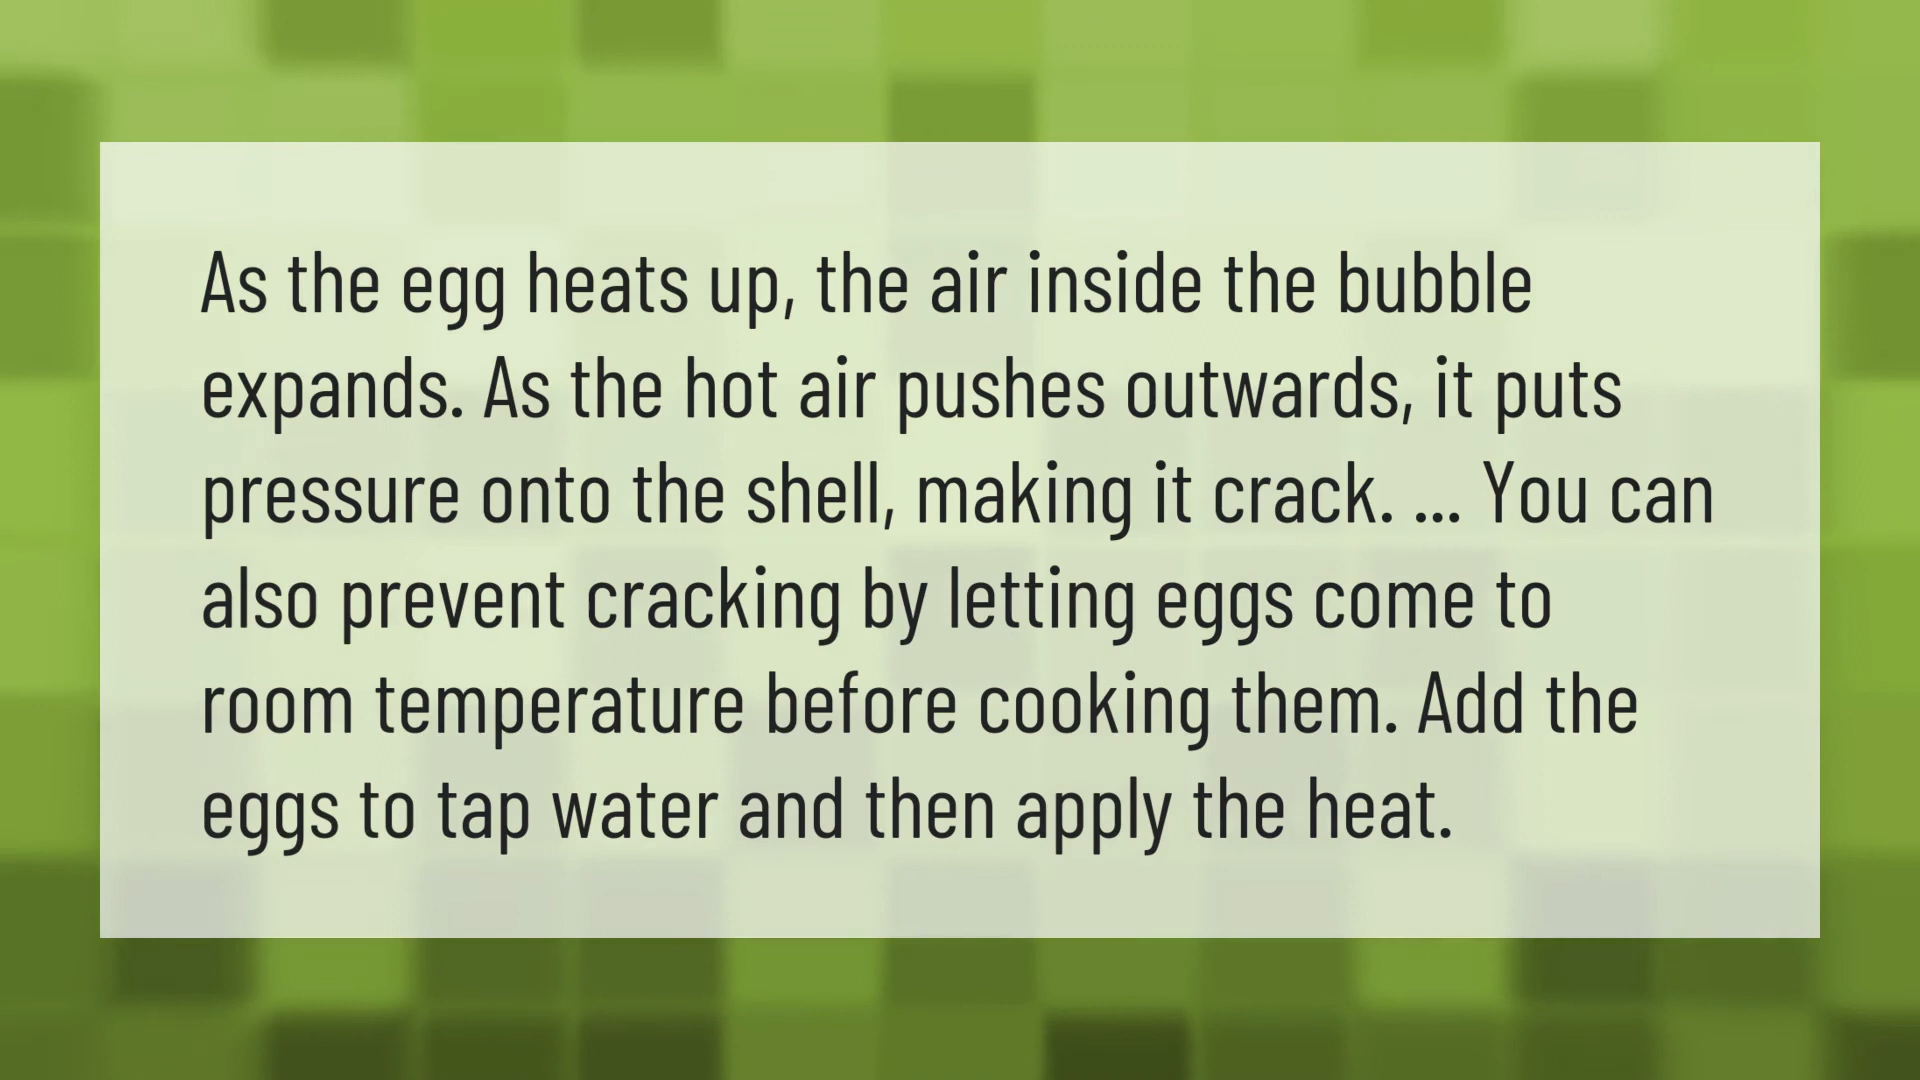 As the egg heats up, the air inside the bubble
expands. As the hot air pushes outwards, it puts
pressure onto the shell, making it crack. ... You can
also prevent cracking by letting eggs come to
room temperature before cooking them. Add the
eggs to tap water and then apply the heat.